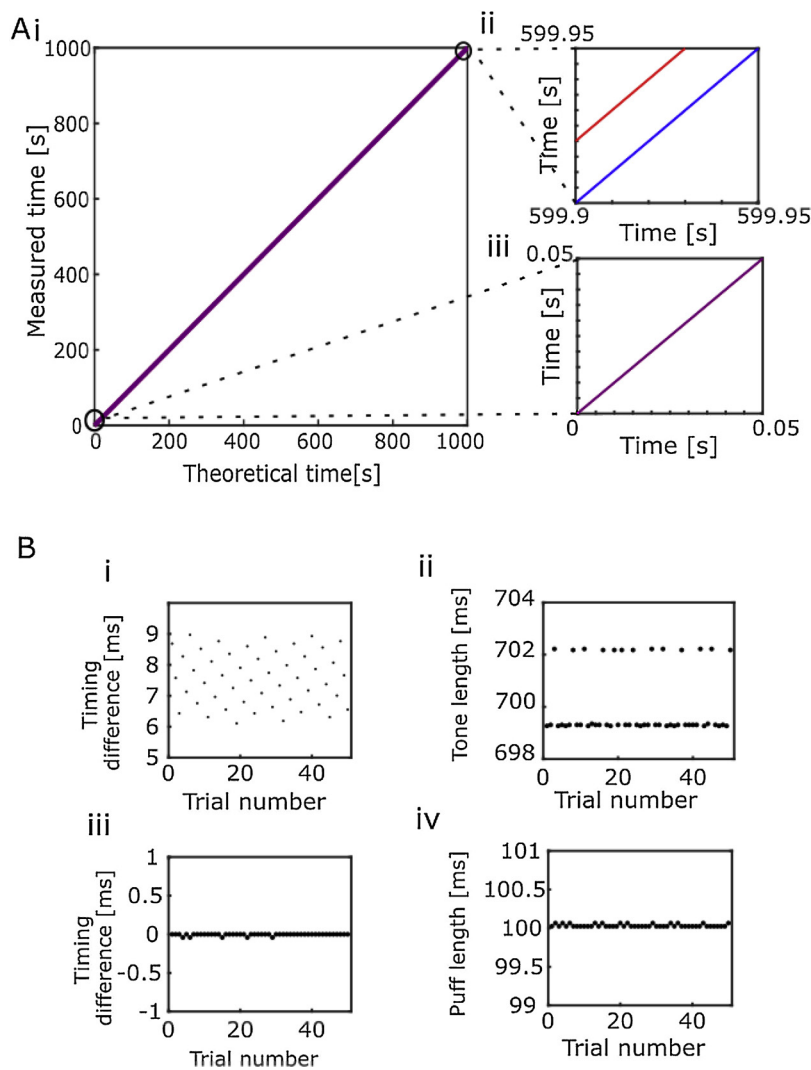 Ai
1000
800
600
400
200
0
Measured time [s]
0 200 400 600 800 1000
Theoretical time[s]
ii
599.95
Time [s]
599.9 599.95
Time [s]
iii
0.05
Time [s]
0 0.05
Time [s]
B
i
9
8
7
6
5
Timing
difference [ms]
0 20 40
Trial number
ii
704
702
700
698
Tone length [ms]
0 20 40
Trial number
iii
1
0.5
0
-0.5
-1
Timing
difference [ms]
0 20 40
Trial number
iv
101
100.5
100
99.5
99
Puff length [ms]
0 20 40
Trial number